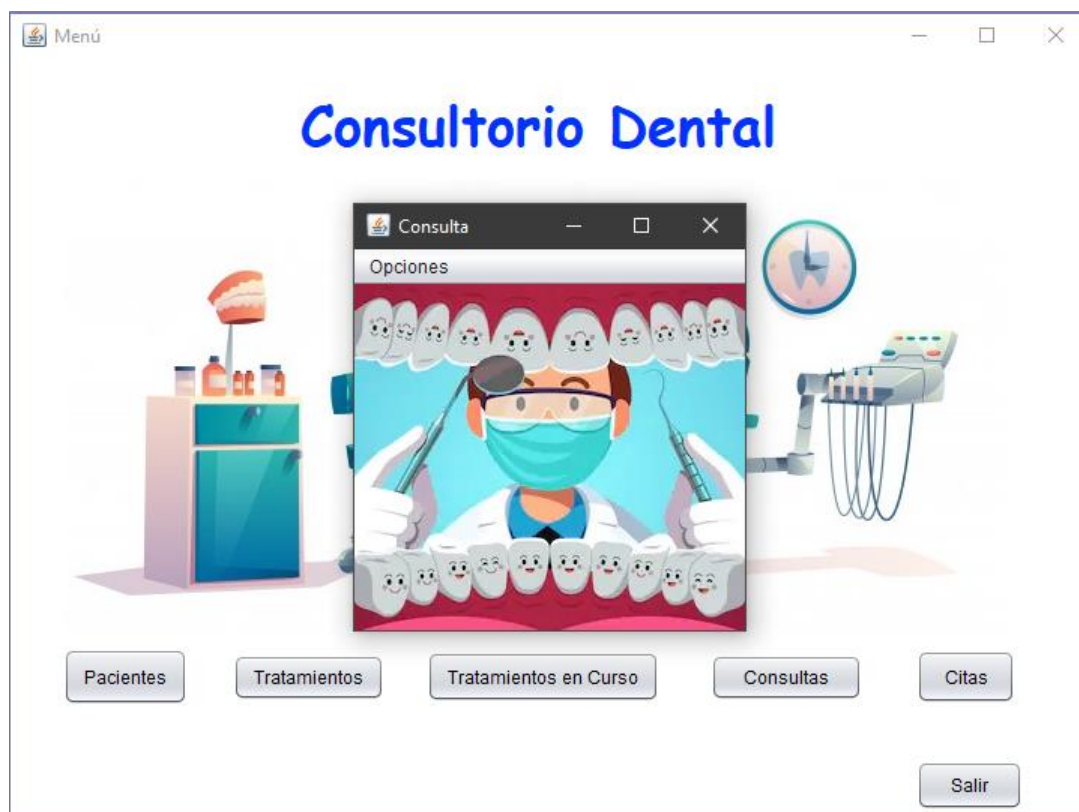 Menú
Consultorio Dental
Consulta
Opciones
Pacientes
Tratamientos
Tratamientos en Curso
Consultas
Citas
Salir